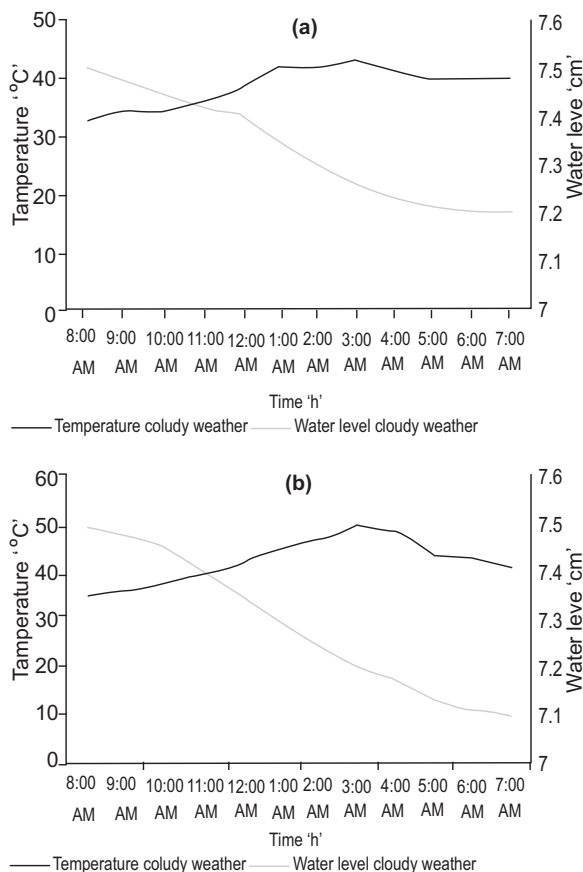 (a)
Tamperature ‘°C’
50
40
30
20
10
0
7.6
7.5
7.4
7.3
7.2
7.1
7
Water leve ‘cm’
8:00 9:00 10:00 11:00 12:00 1:00 2:00 3:00 4:00 5:00 6:00 7:00
AM AM AM AM AM AM AM AM AM AM AM AM
Time ‘h’
Temperature coludy weather Water level cloudy weather
(b)
Tamperature ‘°C’
60
50
40
30
20
10
0
7.6
7.5
7.4
7.3
7.2
7.1
7
Water leve ‘cm’
8:00 9:00 10:00 11:00 12:00 1:00 2:00 3:00 4:00 5:00 6:00 7:00
AM AM AM AM AM AM AM AM AM AM AM AM
Time ‘h’
Temperature coludy weather Water level cloudy weather